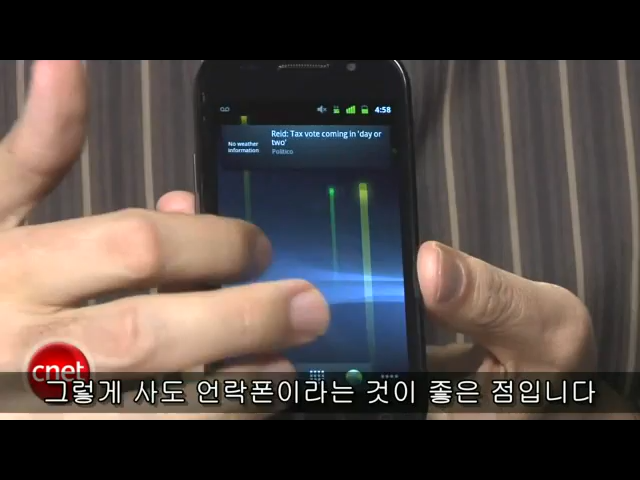 4:58
No weather
information
Reid: Tax vote coming in 'day or
two'
Politico
cnet
그렇게 사도 언락폰이라는 것이 좋은 점입니다